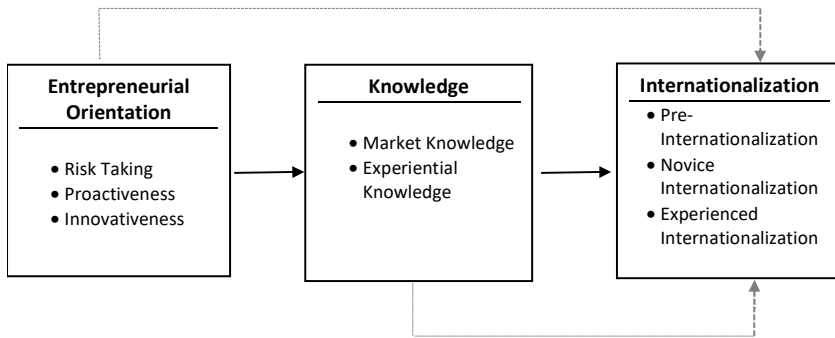 Entrepreneurial
Orientation
• Risk Taking
• Proactiveness
• Innovativeness
Knowledge
• Market Knowledge
• Experiential
Knowledge
Internationalization
• Pre-
Internationalization
• Novice
Internationalization
• Experienced
Internationalization